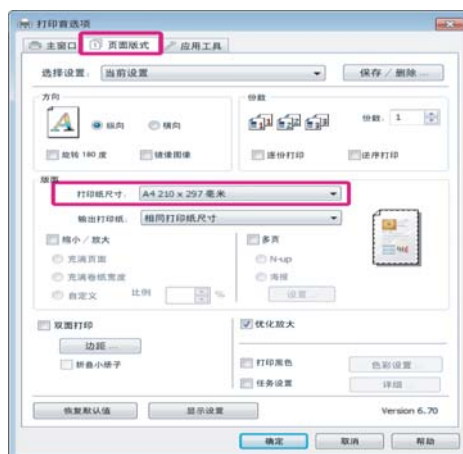 打印首选项
主窗口 页面版式 应用工具
选择设置: 当前设置 保存 / 删除...
方向 份数
A 纵向 横向 份数: 1
旋转 180 度 镜像图像 逐份打印 逆序打印
版面
打印纸尺寸: A4 210 x 297 毫米
输出打印纸: 相同打印纸尺寸
缩小 / 放大 多页
充满页面 N-up
充满卷纸宽度 海报
自定义 比例 % 设置...
双面打印 优化放大
边距...
折叠小册子 打印黑色 色彩设置
任务设置 详细...
恢复默认值 显示设置 Version 6.70
确定 取消 帮助